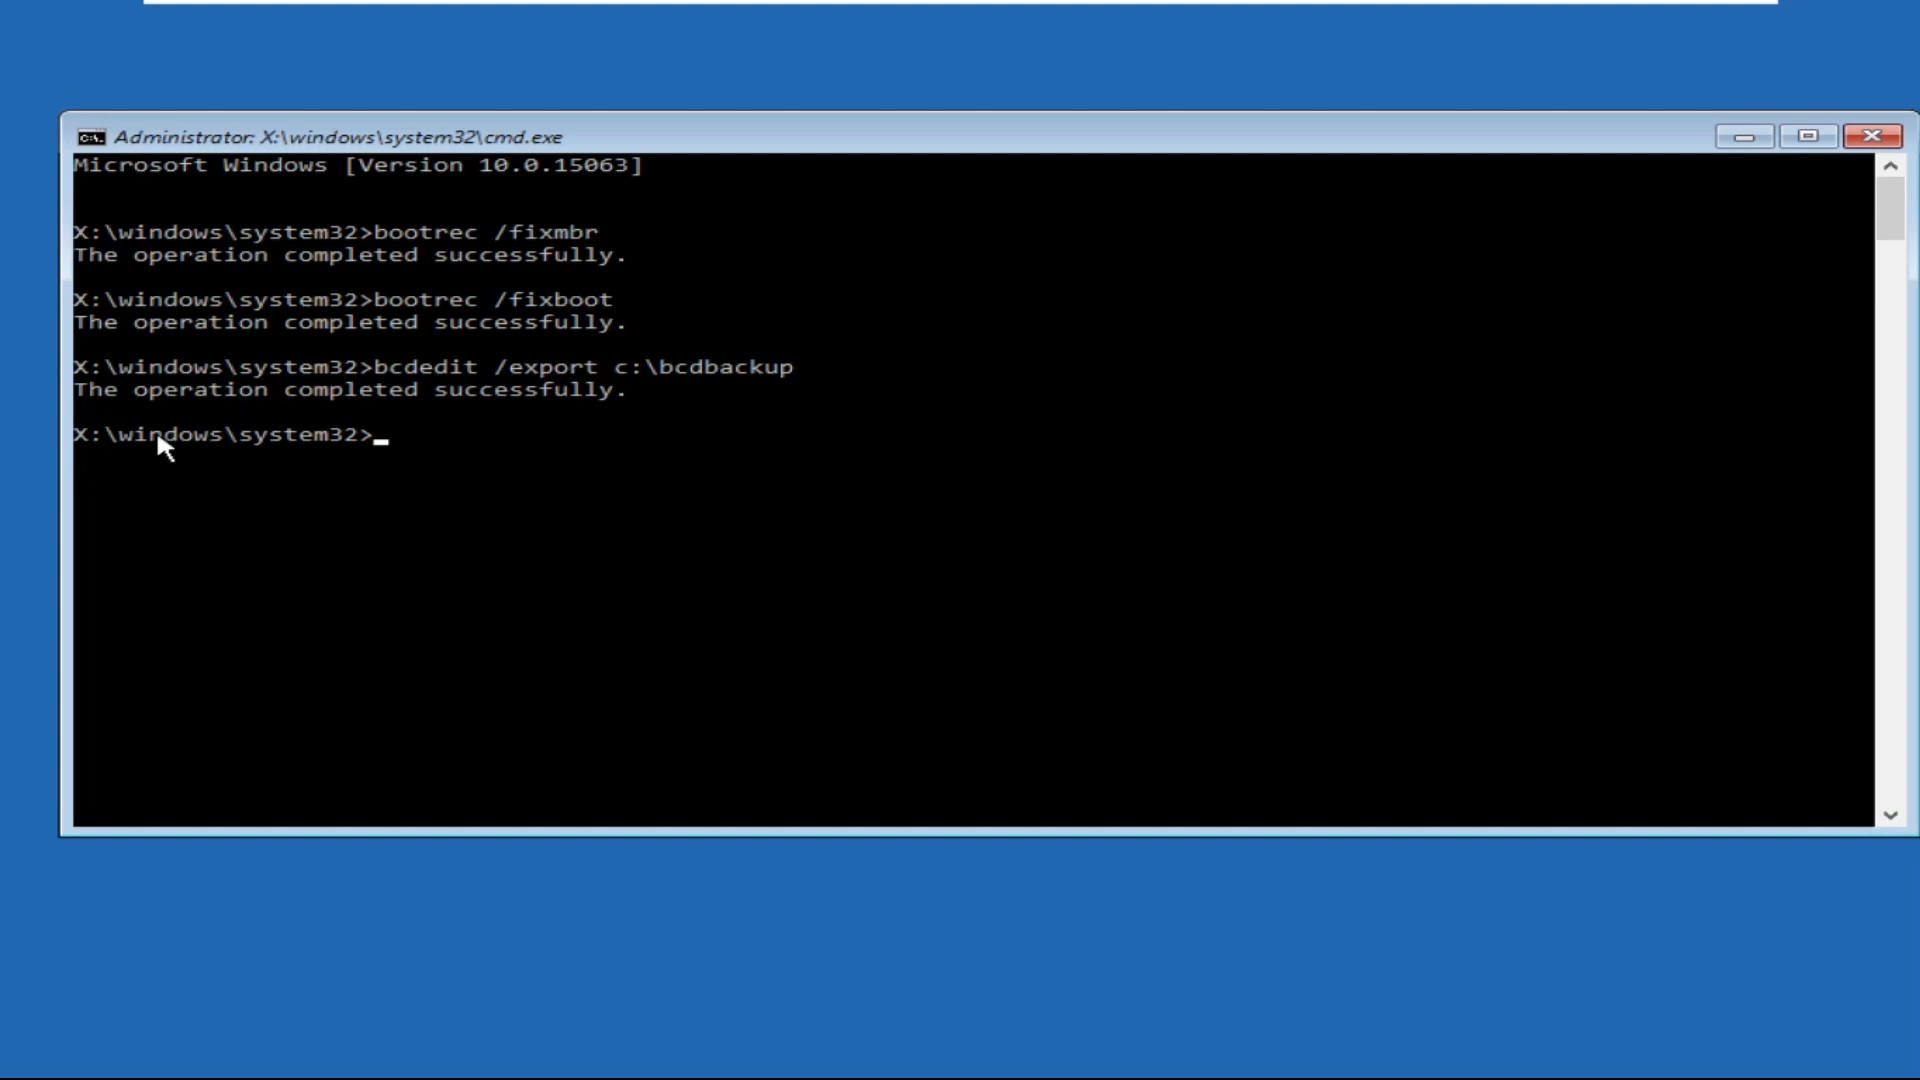 Administrator: X:\windows\system32\cmd.exe
Microsoft Windows [Version 10.0.15063]
X:\windows\system32>bootrec /fixmbr
The operation completed successfully.
X:\windows\system32>bootrec /fixboot
The operation completed successfully.
X:\windows\system32>bcdedit /export c:\bcdbackup
The operation completed successfully.
X:\windows\system32>